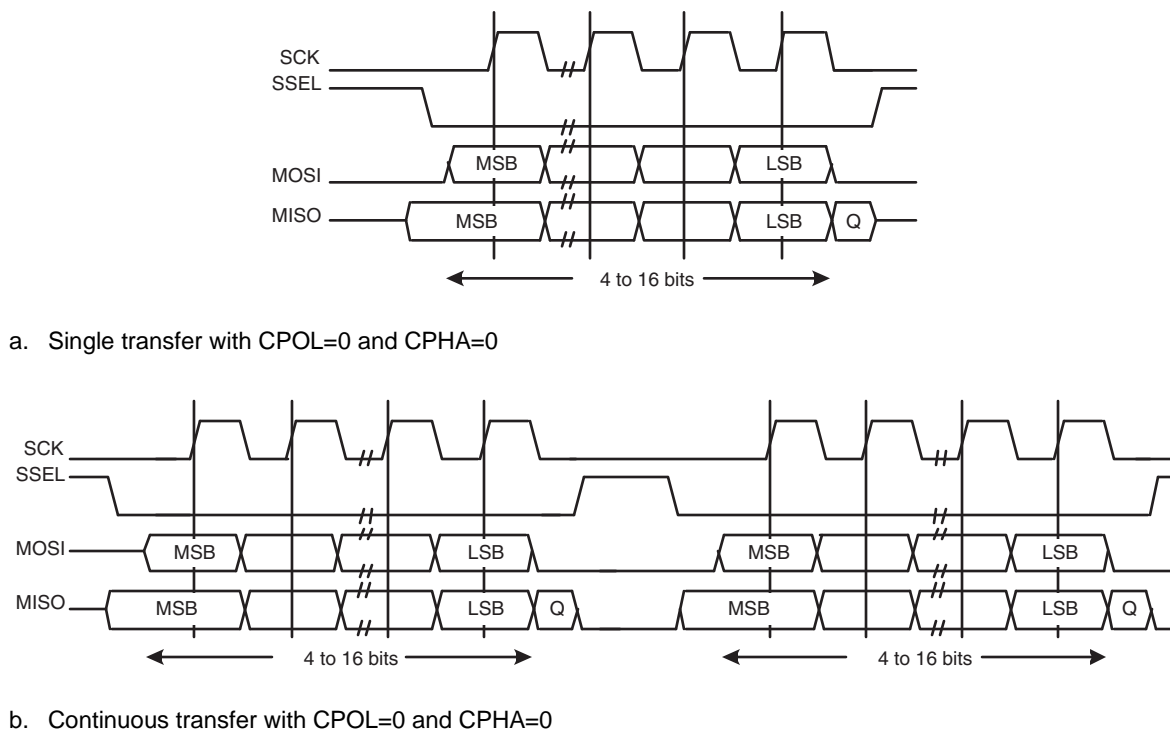 SCK
SSEL
MOSI MSB LSB
MISO MSB LSB Q
4 to 16 bits
a. Single transfer with CPOL=0 and CPHA=0
SCK
SSEL
MOSI MSB LSB MSB LSB
MISO MSB LSB Q MSB LSB Q
4 to 16 bits 4 to 16 bits
b. Continuous transfer with CPOL=0 and CPHA=0